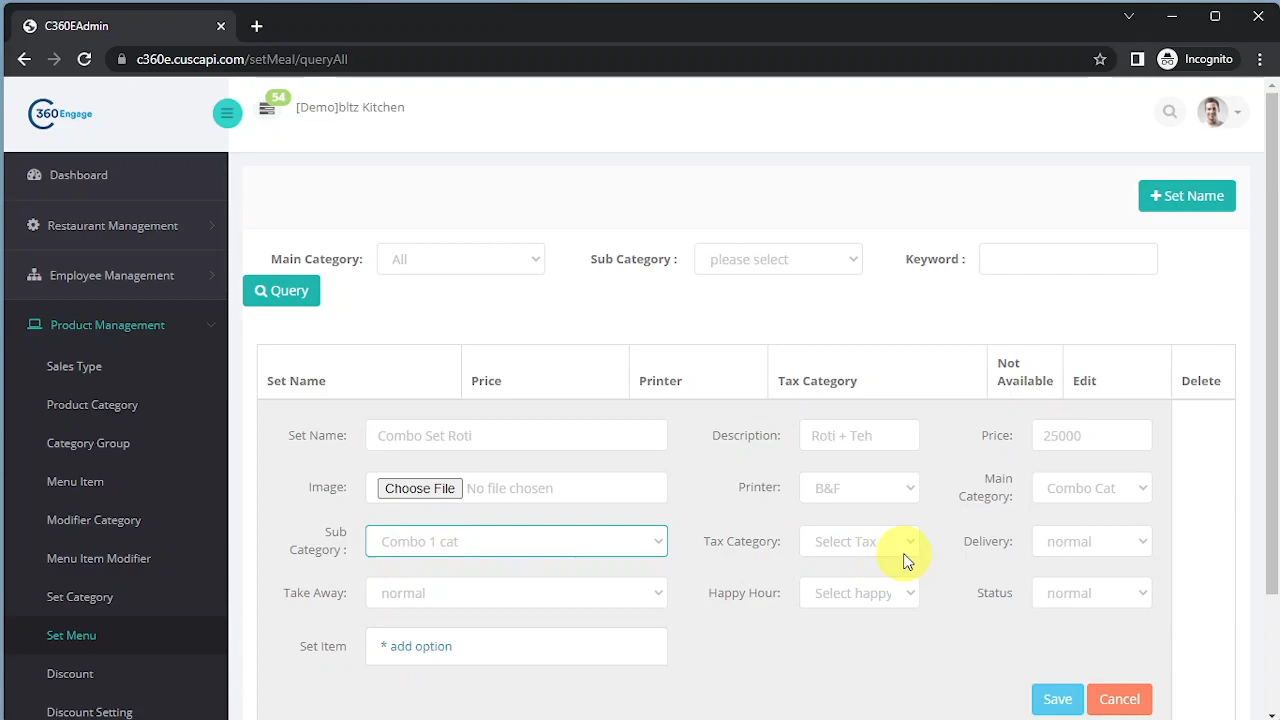 C360EAdmin
c360e.cuscapi.com/setMeal/queryAll
Incognito
360 Engage
54
[Demo]bltz Kitchen
Dashboard
Restaurant Management
Employee Management
Product Management
Sales Type
Product Category
Category Group
Menu Item
Modifier Category
Menu Item Modifier
Set Category
Set Menu
Discount
Discount Setting
+ Set Name
Main Category: All Sub Category : please select Keyword :
Query
Set Name Price Printer Tax Category Not Available Edit Delete
Set Name: Combo Set Roti Description: Roti + Teh Price: 25000
Image: Choose File No file chosen Printer: B&F Main Category: Combo Cat
Sub Category : Combo 1 cat Tax Category: Select Tax Delivery: normal
Take Away: normal Happy Hour: Select happy Status normal
Set Item * add option
Save Cancel